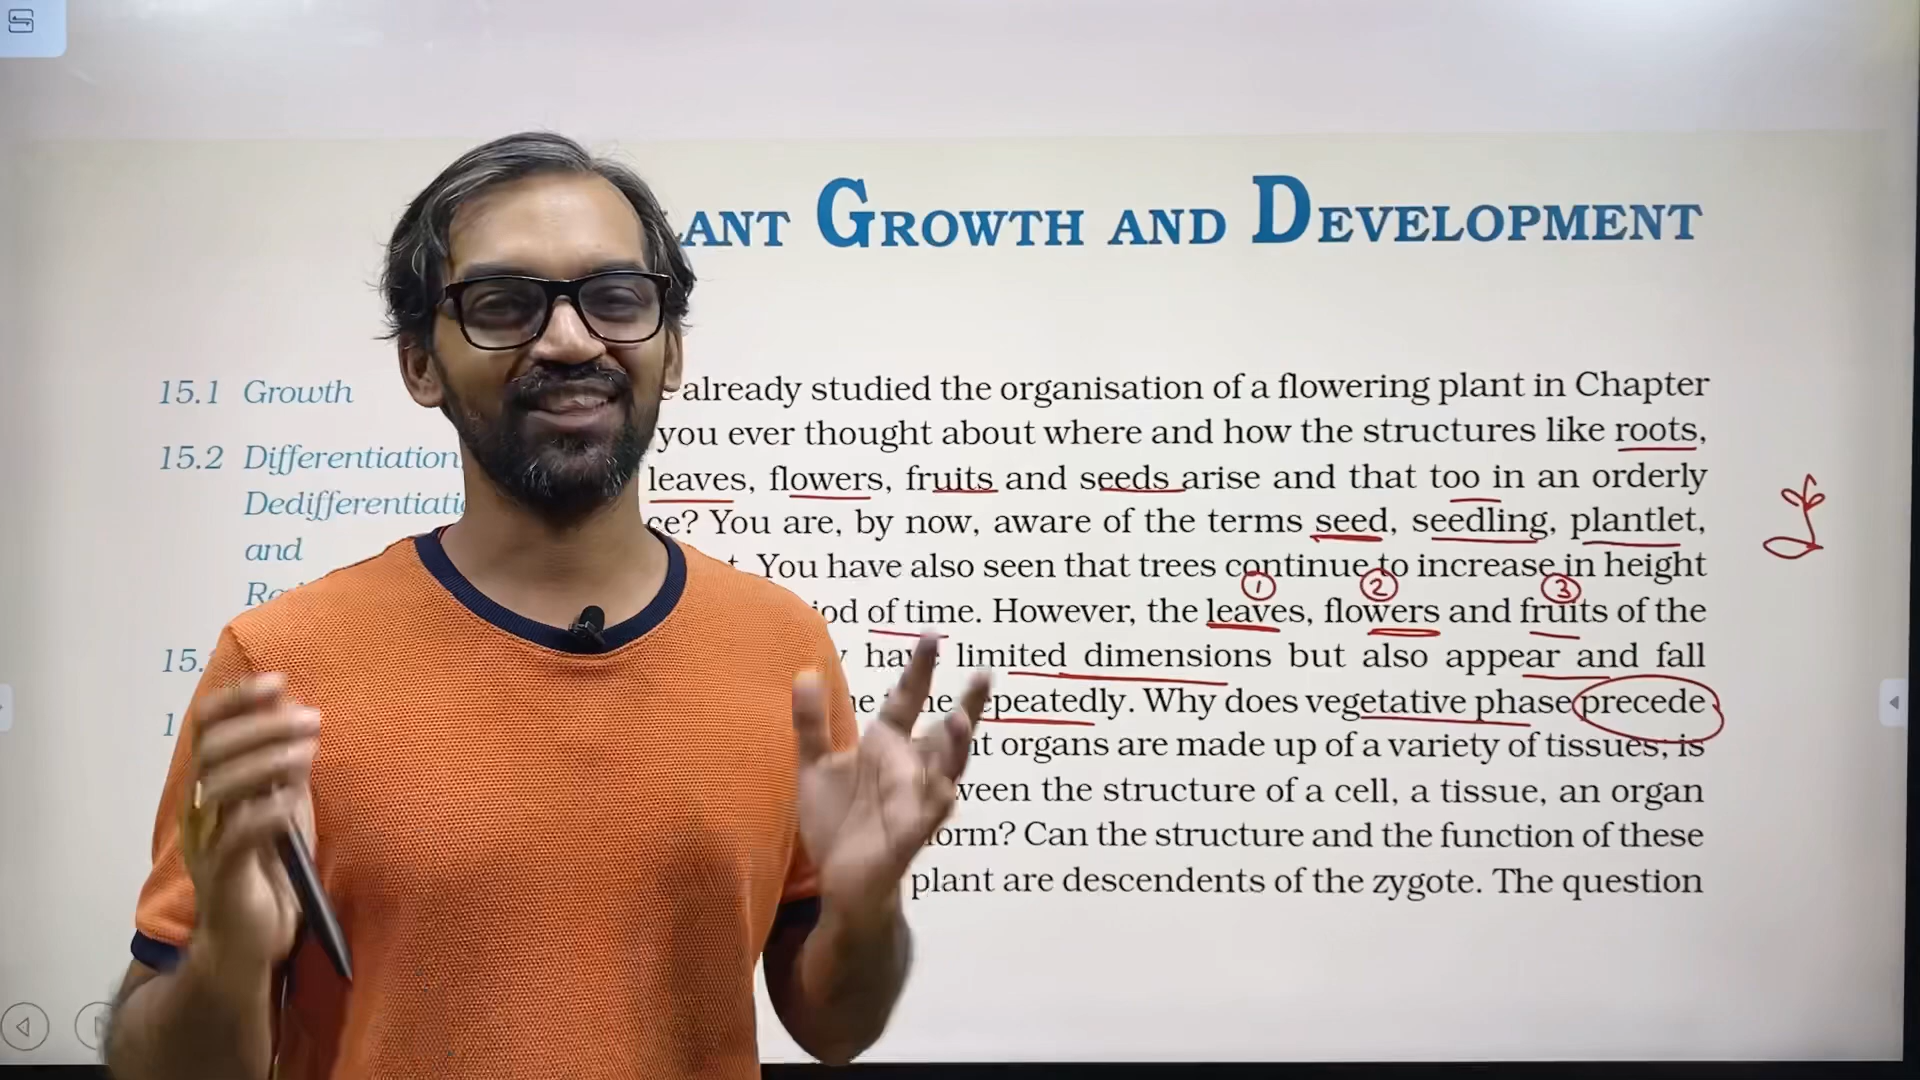 GROWTH AND DEVELOPMENT
15.1 Growth
15.2 Differentiation,
and
already studied the organisation of a flowering plant in Chapter
you ever thought about where and how the structures like roots,
leaves, flowers, fruits and seeds arise and that too in an orderly
You are, by now, aware of the terms seed, seedling, plantlet,
You have also seen that trees continue to increase in height
1 2 3
of time. However, the leaves, flowers and fruits of the
have limited dimensions but also appear and fall
repeatedly. Why does vegetative phase precede
organs are made up of a variety of tissues; is
the structure of a cell, a tissue, an organ
Can the structure and the function of these
plant are descendents of the zygote. The question